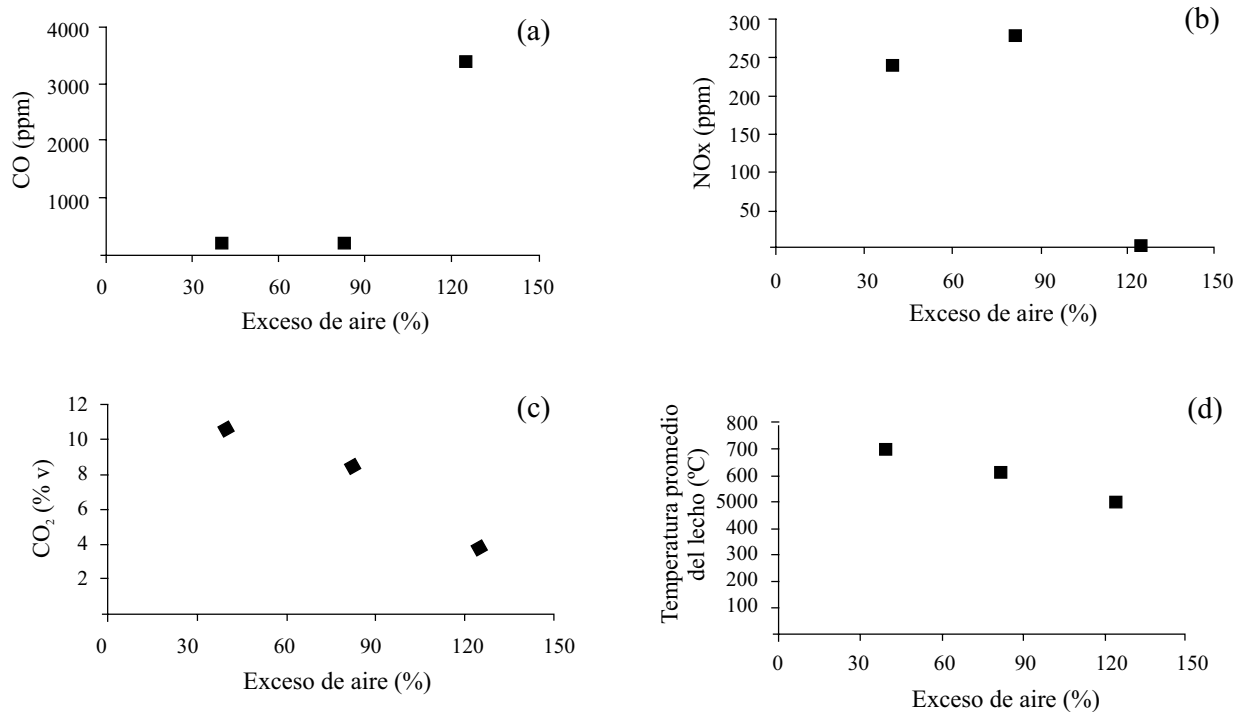 (a)
CO (ppm)
4000
3000
2000
1000
0 30 60 90 120 150
Exceso de aire (%)
(b)
NOx (ppm)
300
250
200
150
100
50
0 30 60 90 120 150
Exceso de aire (%)
(c)
CO₂ (% v)
12
10
8
6
4
2
0 30 60 90 120 150
Exceso de aire (%)
(d)
Temperatura promedio
del lecho (ºC)
800
700
600
5000
400
300
200
100
0 30 60 90 120 150
Exceso de aire (%)